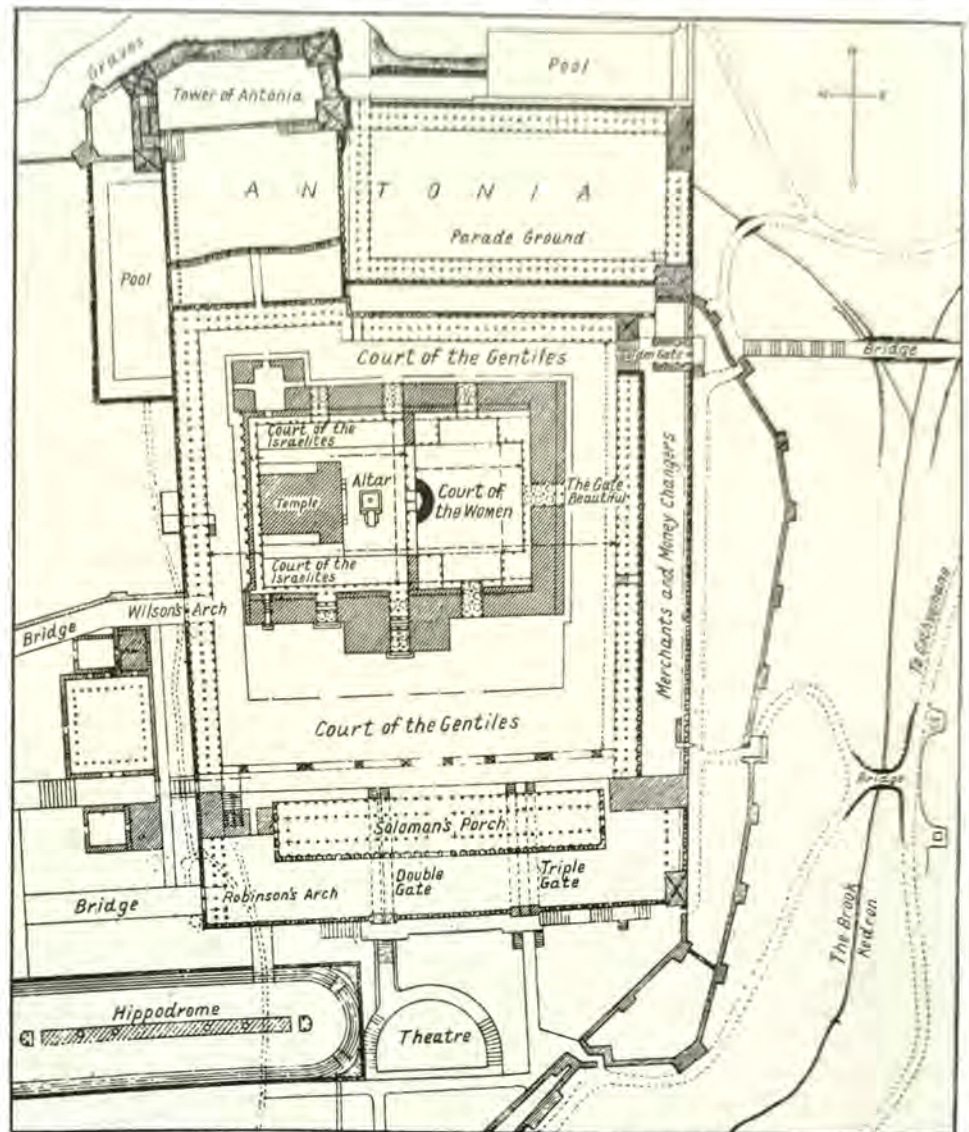 Graves
Tower of Antonia
Pool
ANTONIA
Parade Ground
Pool
Court of the Gentiles
Gate
Bridge
Court of the
Israelites
Altar
Temple
Court of
the Women
The Gate
Beautiful
Court of the
Israelites
Merchants and Money Changers
To Gethsemane
Wilson's Arch
Bridge
Court of the Gentiles
Bridge
Solomon's Porch
Double
Gate
Triple
Gate
Robinson's Arch
Bridge
The Brook
Kedron
Hippodrome
Theatre